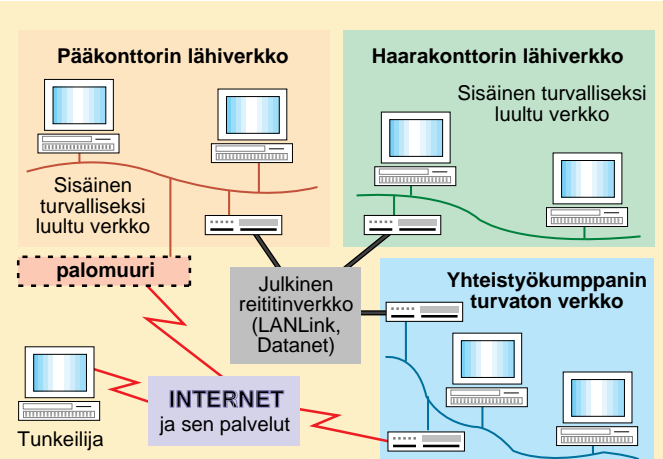 Pääkonttorin lähiverkko
Sisäinen
turvalliseksi
luultu verkko
Haarakonttorin lähiverkko
Sisäinen turvalliseksi
luultu verkko
palomuuri
Julkinen
reititinverkko
(LANLink,
Datanet)
Yhteistyökumppanin
turvaton verkko
Tunkeilija
INTERNET
ja sen palvelut